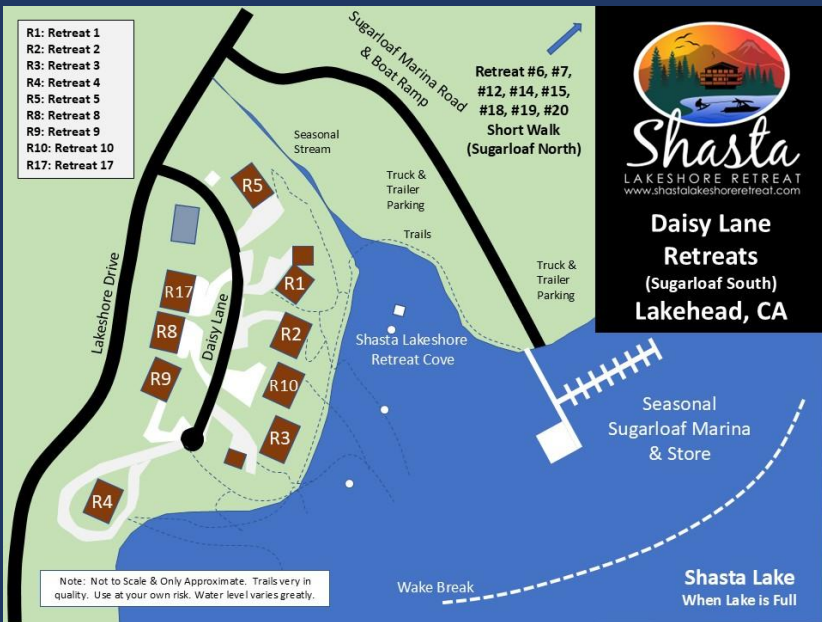 R1: Retreat 1
R2: Retreat 2
R3: Retreat 3
R4: Retreat 4
R5: Retreat 5
R8: Retreat 8
R9: Retreat 9
R10: Retreat 10
R17: Retreat 17
Sugarloaf Marina Road
& Boat Ramp
Retreat #6, #7,
#12, #14, #15,
#18, #19, #20
Short Walk
(Sugarloaf North)
Shasta
LAKESHORE RETREAT
www.shastalakeshoreretreat.com
Daisy Lane
Retreats
(Sugarloaf South)
Lakehead, CA
Seasonal
Stream
Truck &
Trailer
Parking
Trails
Truck &
Trailer
Parking
Lakeshore Drive
Daisy Lane
R5
R1
R17
R8
R2
R9
R10
R3
R4
Shasta Lakeshore
Retreat Cove
Seasonal
Sugarloaf Marina
& Store
Wake Break
Shasta Lake
When Lake is Full
Note: Not to Scale & Only Approximate. Trails very in
quality. Use at your own risk. Water level varies greatly.